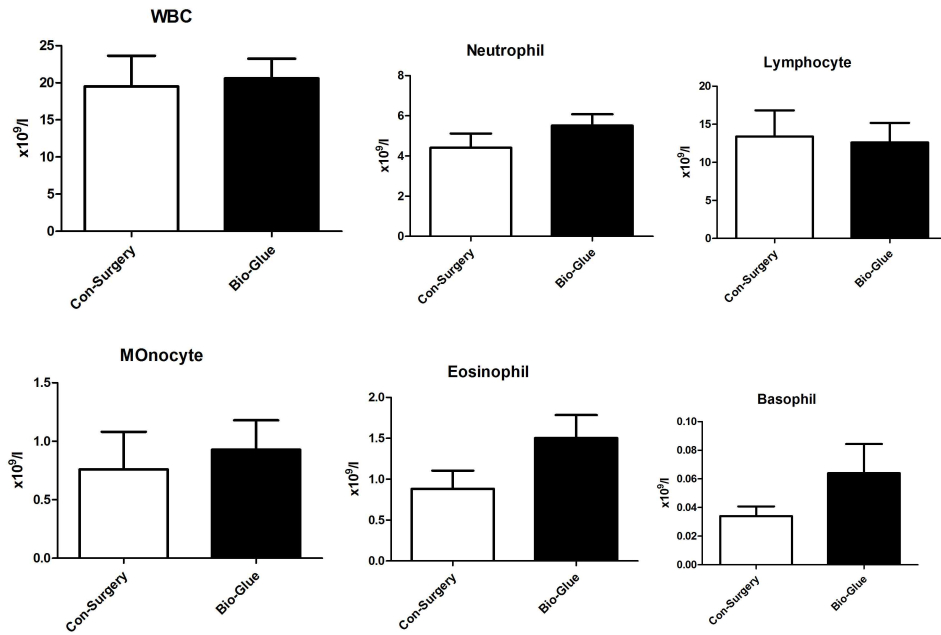 WBC
x10⁹/l
25
20
15
10
5
0
Con-Surgery
Bio-Glue
Neutrophil
x10⁹/l
8
6
4
2
0
Con-Surgery
Bio-Glue
Lymphocyte
x10⁹/l
20
15
10
5
0
Con-Surgery
Bio-Glue
MOnocyte
x10⁹/l
1.5
1.0
0.5
0.0
Con-Surgery
Bio-Glue
Eosinophil
x10⁹/l
2.0
1.5
1.0
0.5
0.0
Con-Surgery
Bio-Glue
Basophil
x10⁹/l
0.10
0.08
0.06
0.04
0.02
0.00
Con-Surgery
Bio-Glue